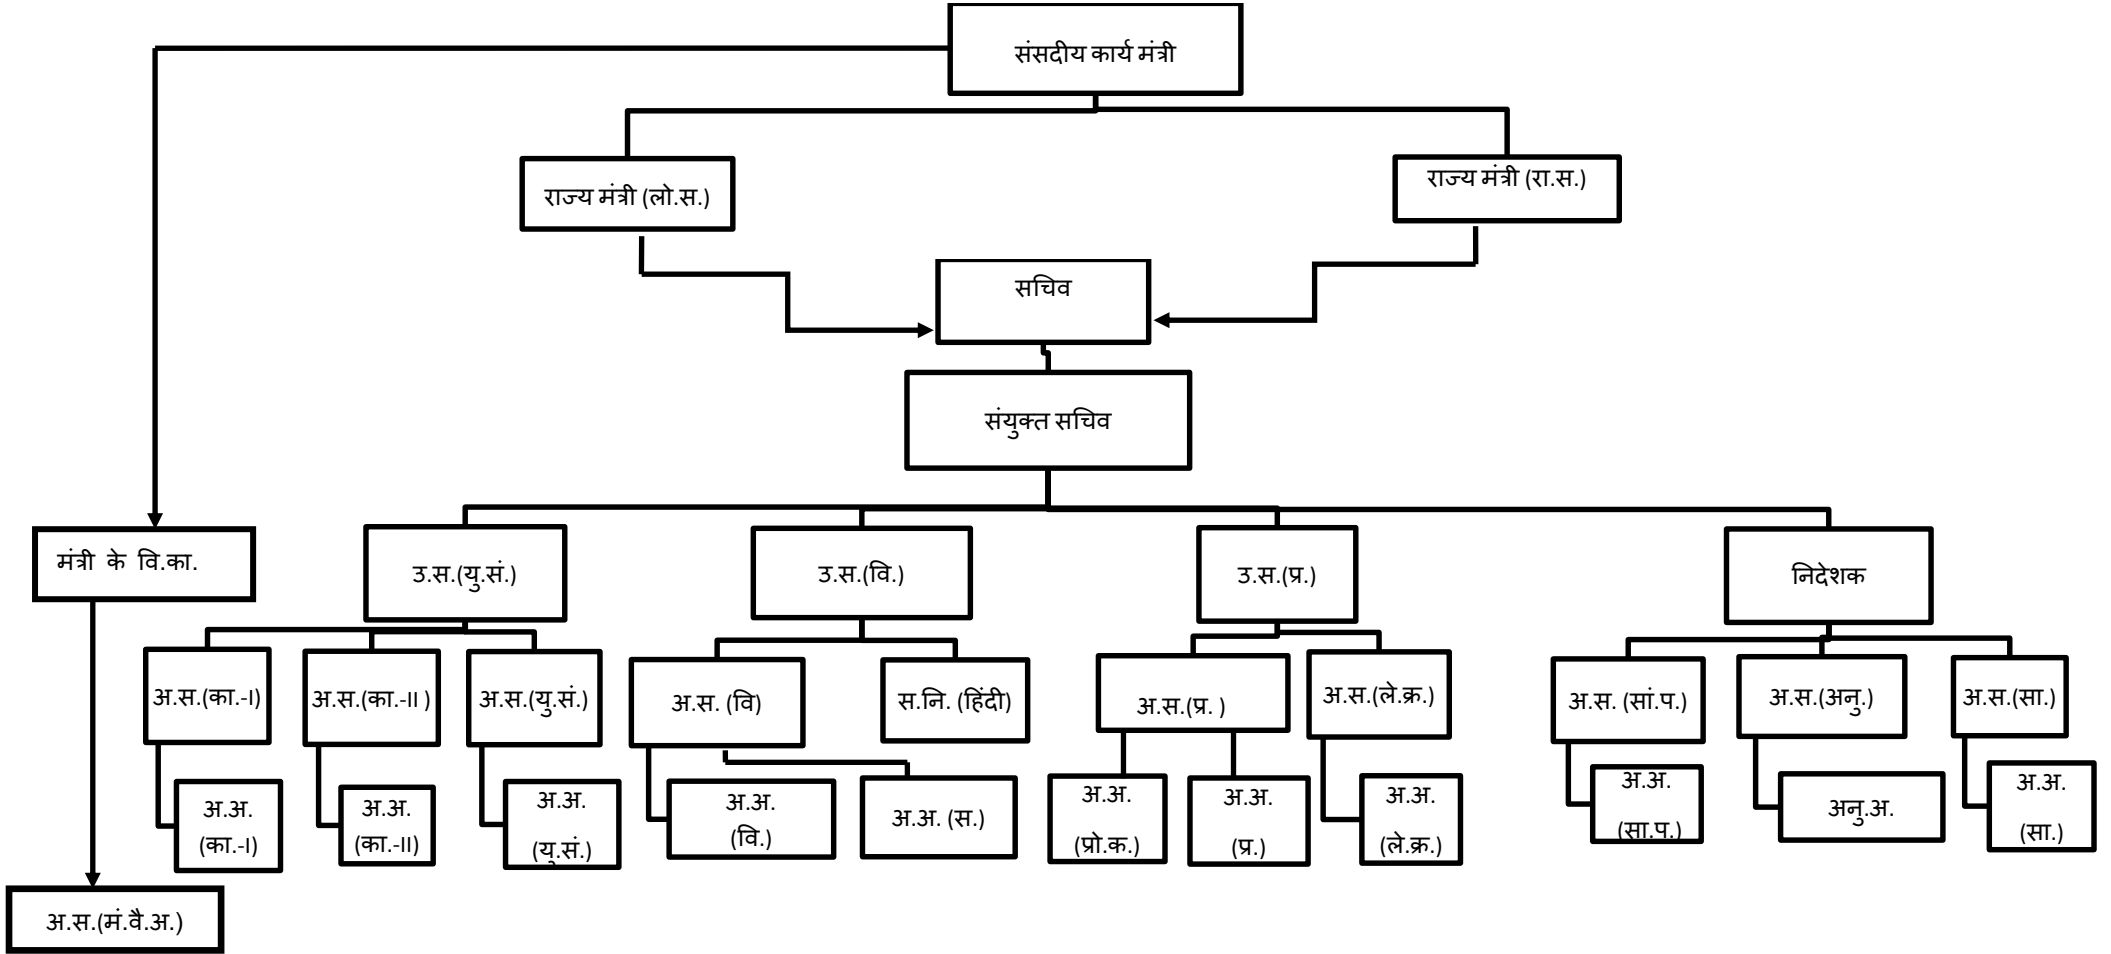 संसदीय कार्य मंत्री
राज्य मंत्री (लो.स.)
राज्य मंत्री (रा.स.)
सचिव
संयुक्त सचिव
मंत्री के वि.का.
उ.स.(यु.सं.)
उ.स.(वि.)
उ.स.(प्र.)
निदेशक
अ.स.(का.-I)
अ.स.(का.-II )
अ.स.(यु.सं.)
अ.स. (वि)
स.नि. (हिंदी)
अ.स.(प्र. )
अ.स.(ले.क्र.)
अ.स. (सां.प.)
अ.स.(अनु.)
अ.स.(सा.)
अ.अ.
(का.-I)
अ.अ.
(का.-II)
अ.अ.
(यु.सं.)
अ.अ.
(वि.)
अ.अ. (स.)
अ.अ.
(प्रो.क.)
अ.अ.
(प्र.)
अ.अ.
(ले.क्र.)
अ.अ.
(सा.प.)
अनु.अ.
अ.अ.
(सा.)
अ.स.(मं.वै.अ.)